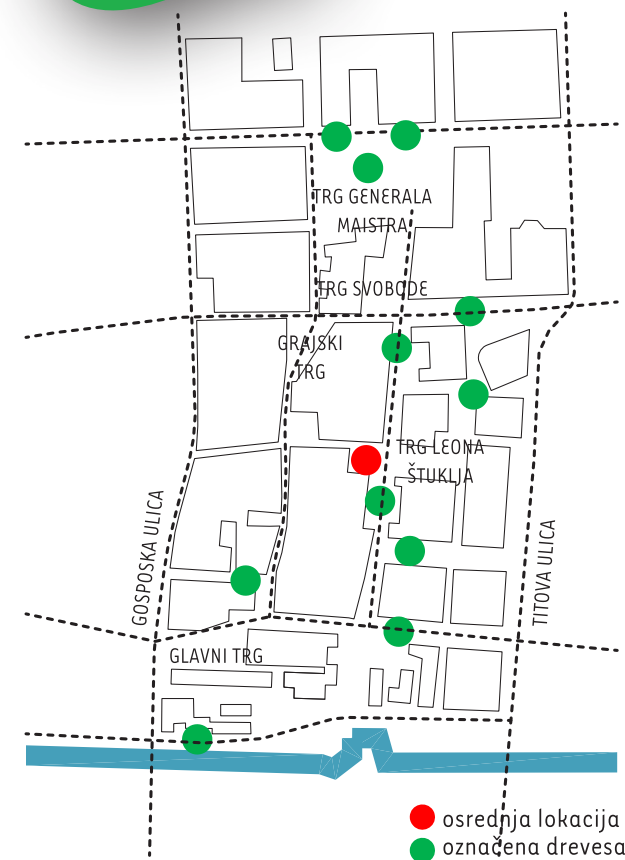 TRG GENERALA
MAISTRA
TRG SVOBODE
GRAJSKI
TRG
TRG LEONA
ŠTUKLJA
GOSPOSKA ULICA
TITOVA ULICA
GLAVNI TRG
osrednja lokacija
označena drevesa